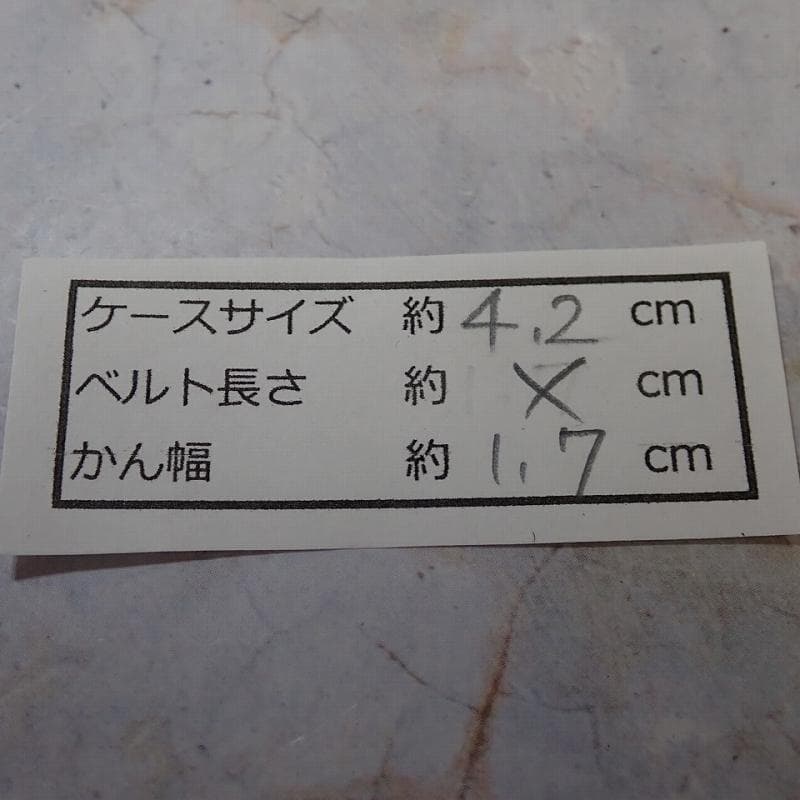 ケースサイズ 約 4.2 cm
ベルト長さ 約 × cm
かん幅 約 1.7 cm